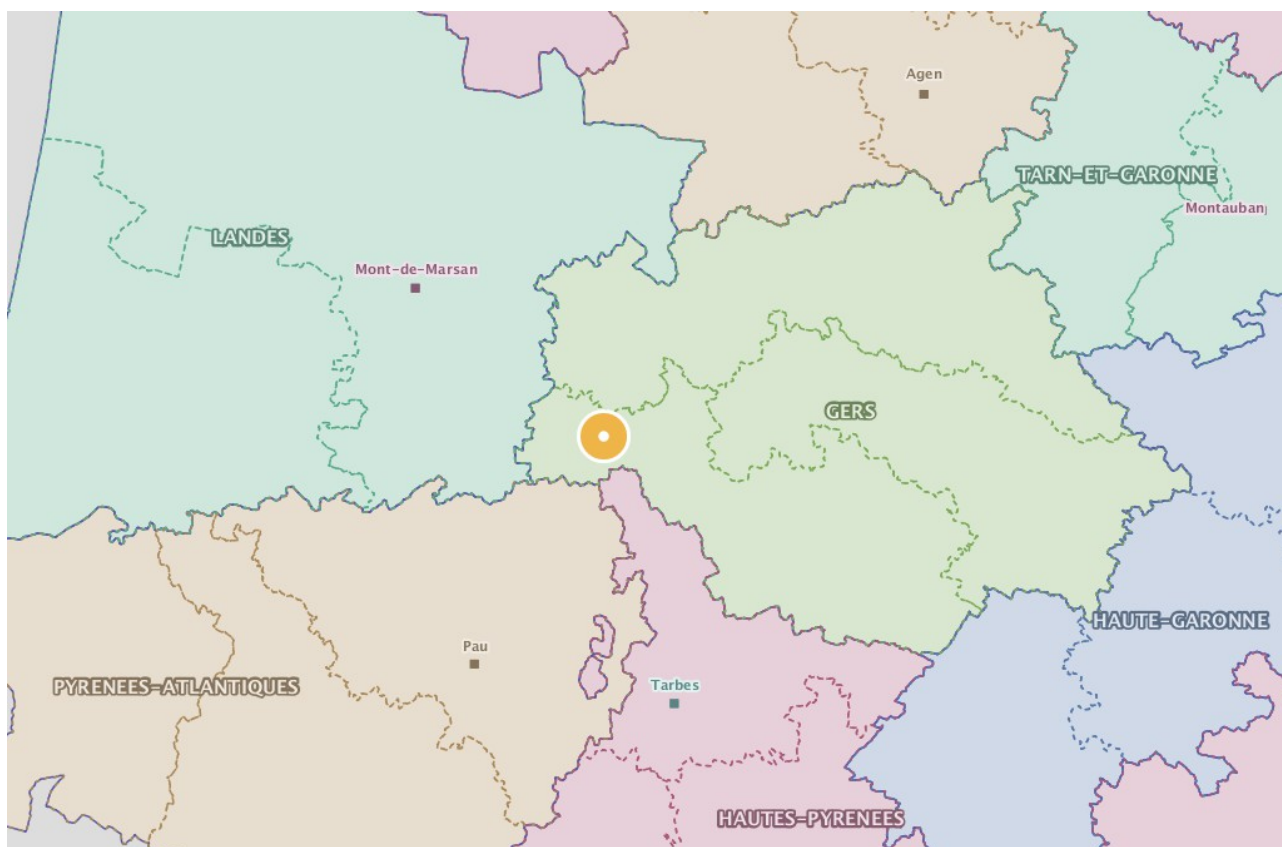 Agen
TARN-ET-GARONNE
Montauban
LANDES
Mont-de-Marsan
GERS
HAUTE-GARONNE
Pau
PYRENEES-ATLANTIQUES
Tarbes
HAUTES-PYRENEES